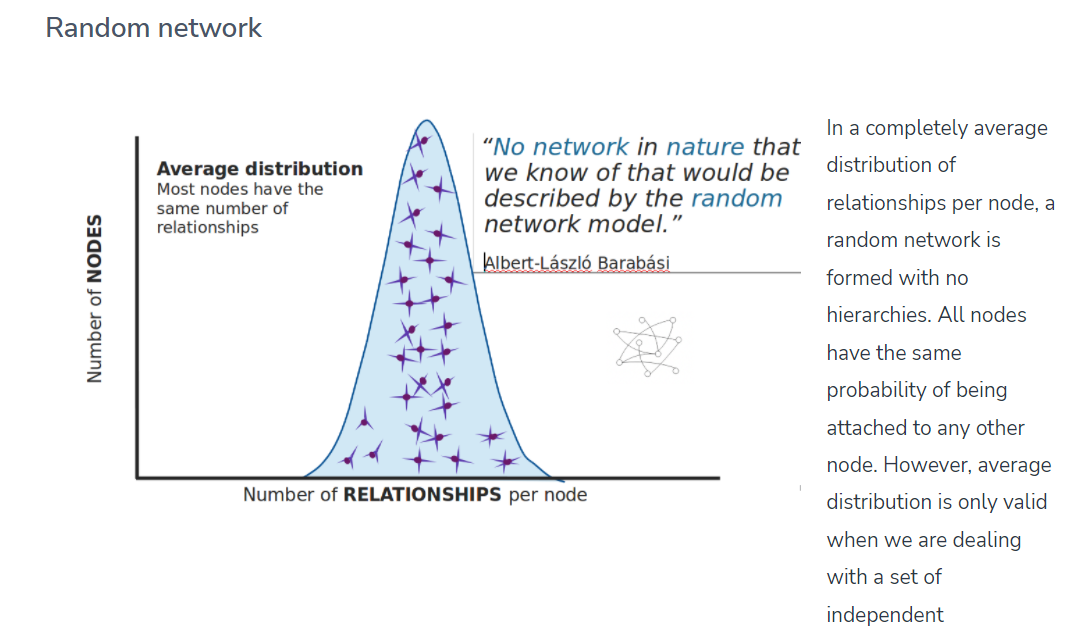 Random network
Average distribution
Most nodes have the
same number of
relationships
Number of NODES
Number of RELATIONSHIPS per node
“No network in nature that
we know of that would be
described by the random
network model.”
Albert-László Barabási
In a completely average
distribution of
relationships per node, a
random network is
formed with no
hierarchies. All nodes
have the same
probability of being
attached to any other
node. However, average
distribution is only valid
when we are dealing
with a set of
independent